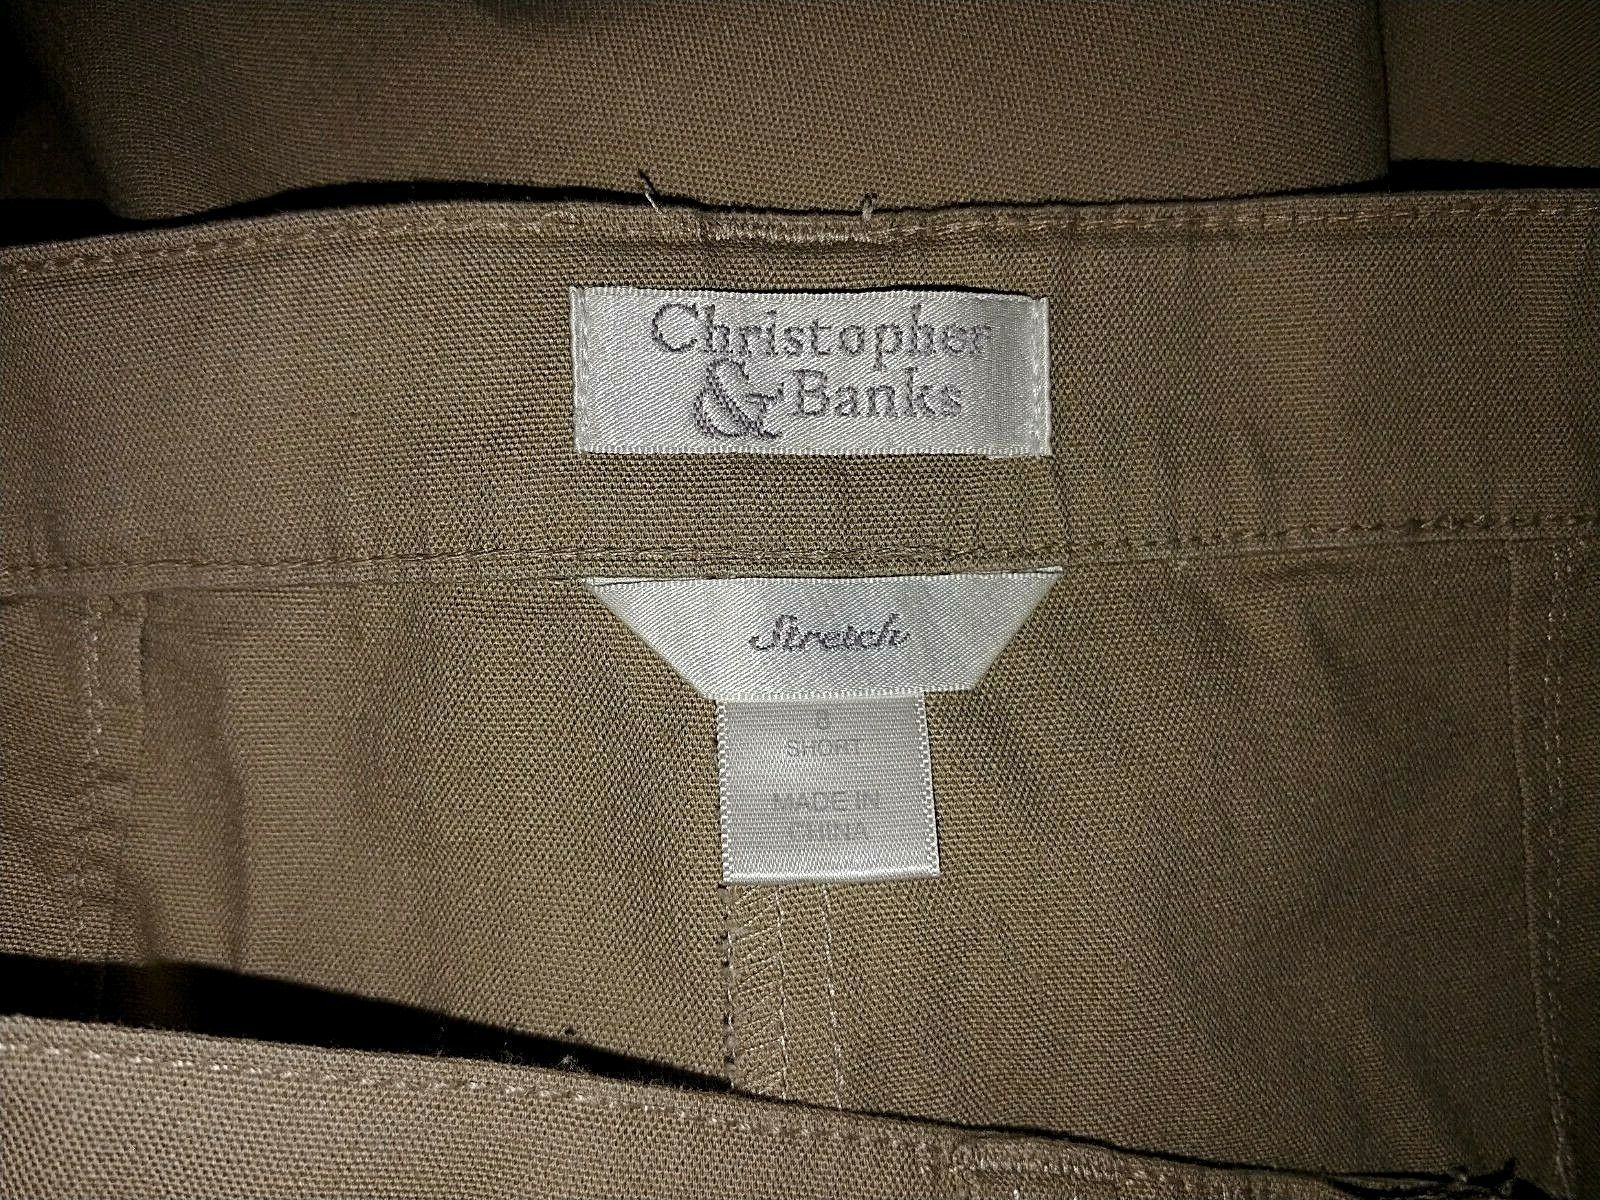 Christopher
& Banks
Stretch
SHORT
MADE IN
CHINA